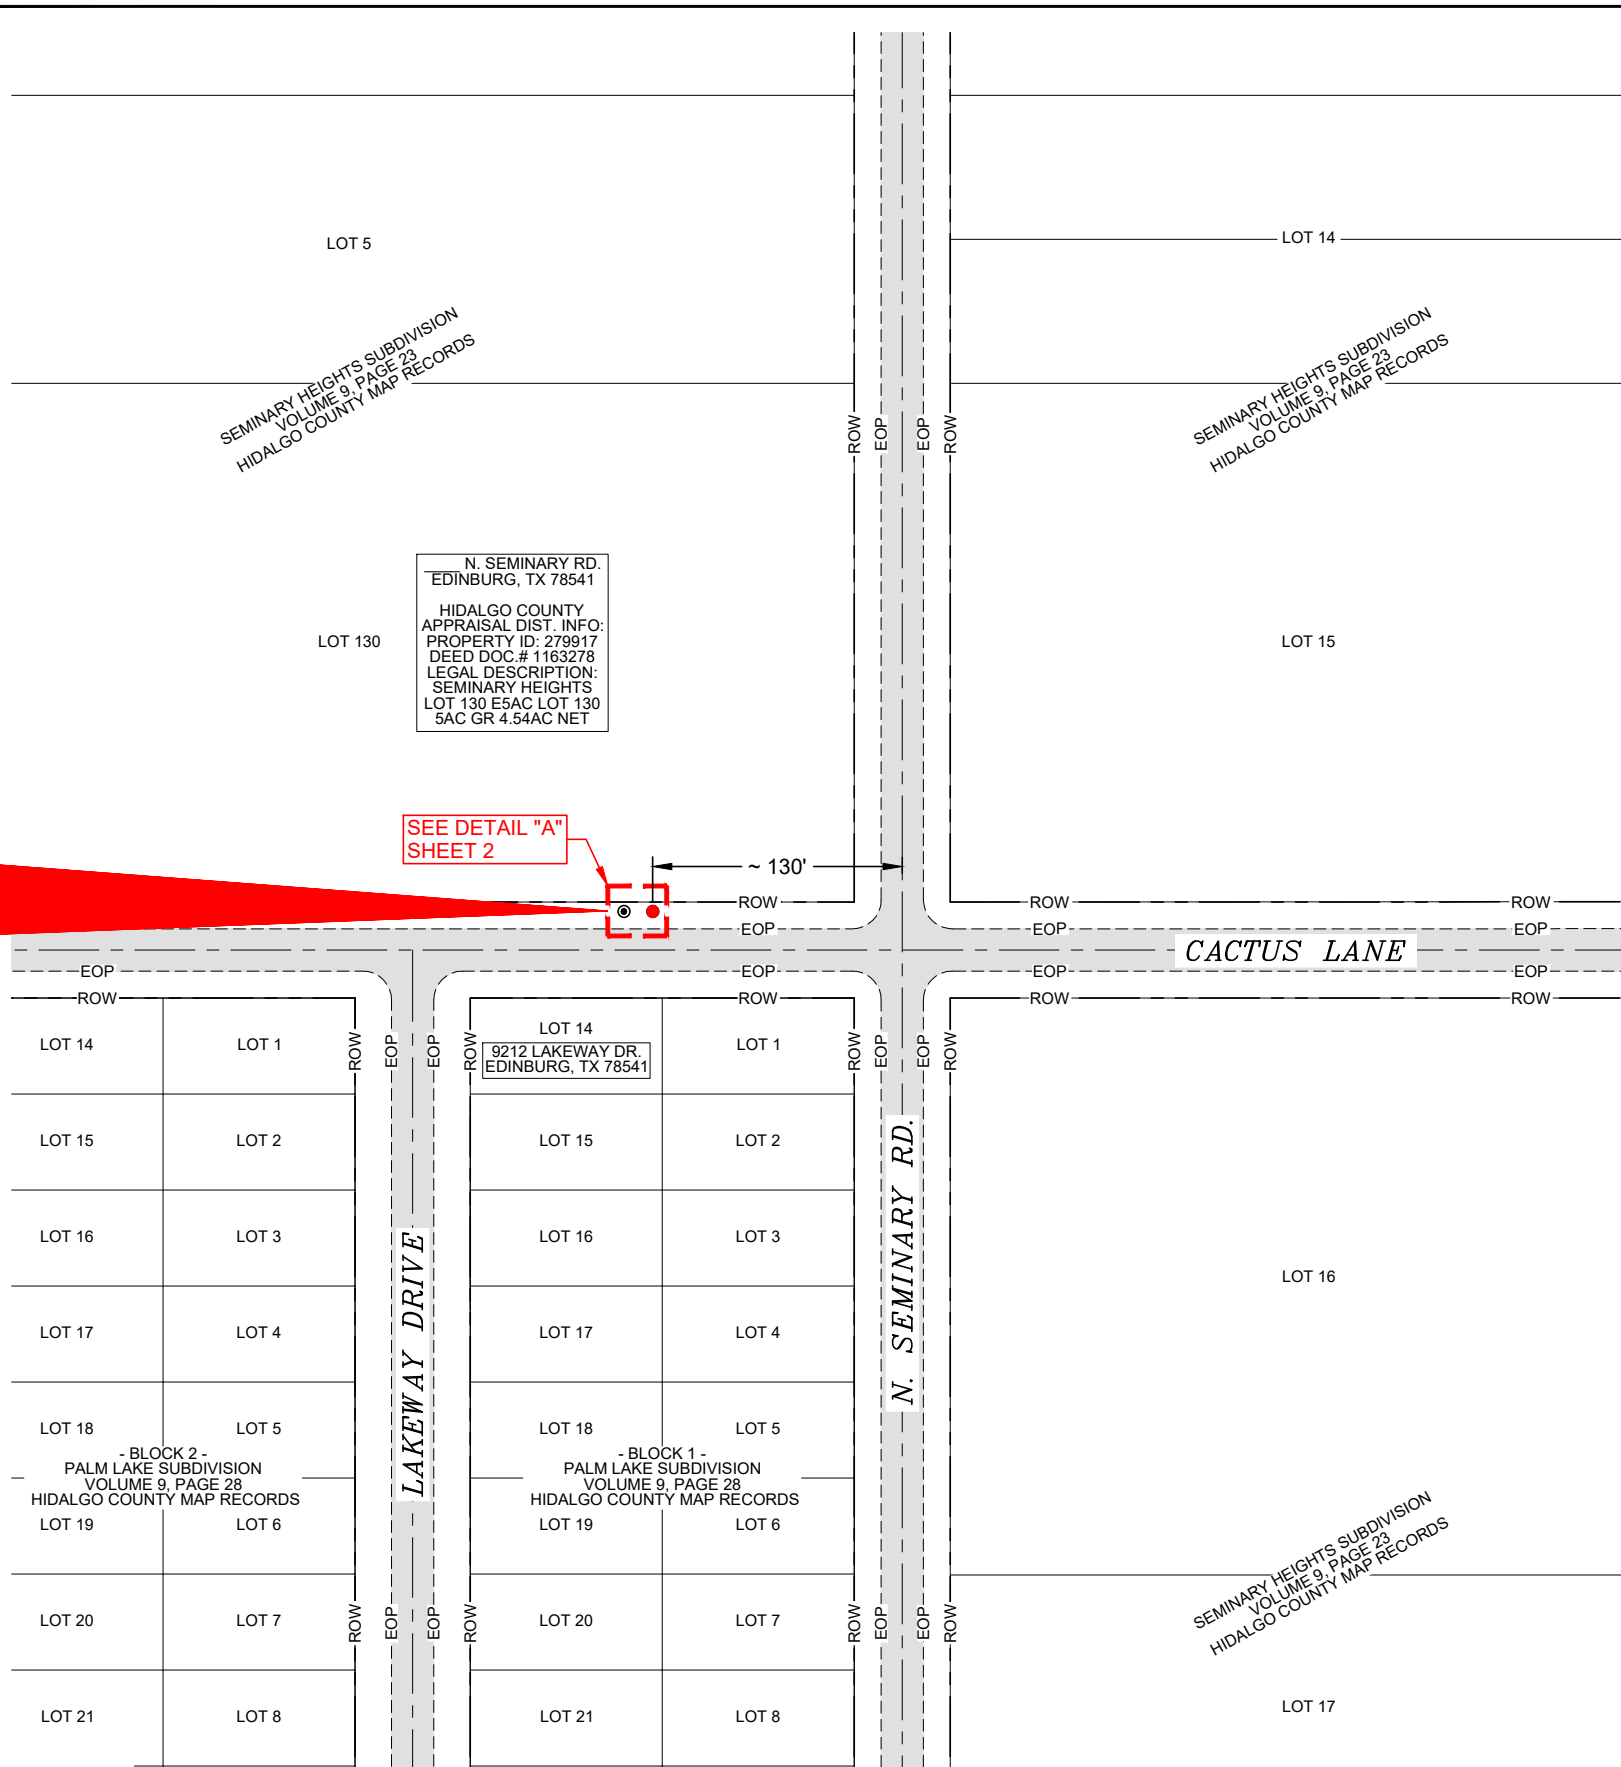 LOT 5
LOT 14
SEMINARY HEIGHTS SUBDIVISION
VOLUME 9, PAGE 23
HIDALGO COUNTY MAP RECORDS
SEMINARY HEIGHTS SUBDIVISION
VOLUME 9, PAGE 23
HIDALGO COUNTY MAP RECORDS
ROW
EOP
EOP
ROW
____ N. SEMINARY RD.
EDINBURG, TX 78541
HIDALGO COUNTY
APPRAISAL DIST. INFO:
PROPERTY ID: 279917
DEED DOC.# 1163278
LEGAL DESCRIPTION:
SEMINARY HEIGHTS
LOT 130 E5AC LOT 130
5AC GR 4.54AC NET
LOT 130
LOT 15
SEE DETAIL "A"
SHEET 2
~ 130'
ROW
ROW
ROW
EOP
EOP
EOP
CACTUS LANE
EOP
EOP
EOP
EOP
ROW
ROW
ROW
ROW
LOT 14
LOT 1
ROW
EOP
EOP
ROW
LOT 14
9212 LAKEWAY DR.
EDINBURG, TX 78541
LOT 1
ROW
EOP
EOP
ROW
LOT 15
LOT 2
LOT 15
LOT 2
LOT 16
LOT 3
LOT 16
LOT 3
LAKEWAY DRIVE
N. SEMINARY RD.
LOT 16
LOT 17
LOT 4
LOT 17
LOT 4
LOT 18
LOT 5
LOT 18
LOT 5
- BLOCK 2 -
PALM LAKE SUBDIVISION
VOLUME 9, PAGE 28
HIDALGO COUNTY MAP RECORDS
- BLOCK 1 -
PALM LAKE SUBDIVISION
VOLUME 9, PAGE 28
HIDALGO COUNTY MAP RECORDS
LOT 19
LOT 6
LOT 19
LOT 6
SEMINARY HEIGHTS SUBDIVISION
VOLUME 9, PAGE 23
HIDALGO COUNTY MAP RECORDS
LOT 20
LOT 7
ROW
EOP
EOP
ROW
LOT 20
LOT 7
ROW
EOP
EOP
ROW
LOT 21
LOT 8
LOT 21
LOT 8
LOT 17